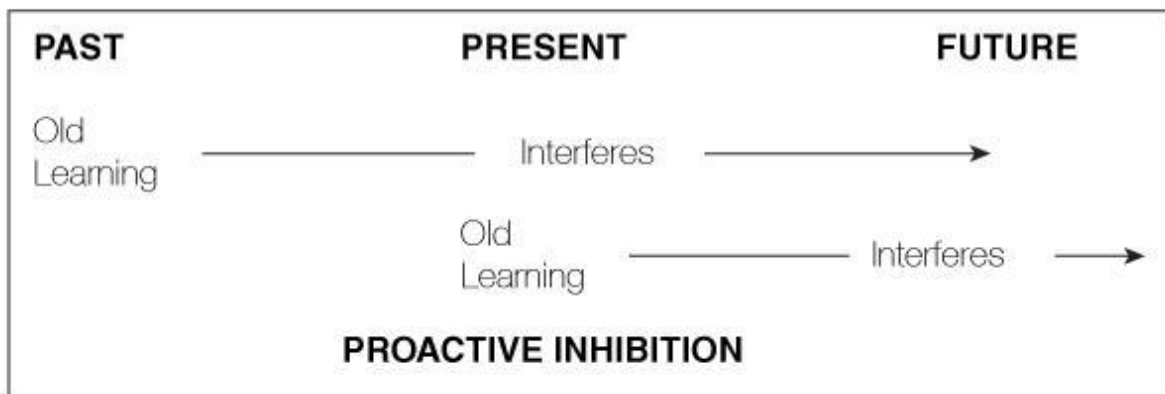 PAST PRESENT FUTURE
Old
Learning
Interferes
Old
Learning
Interferes
PROACTIVE INHIBITION